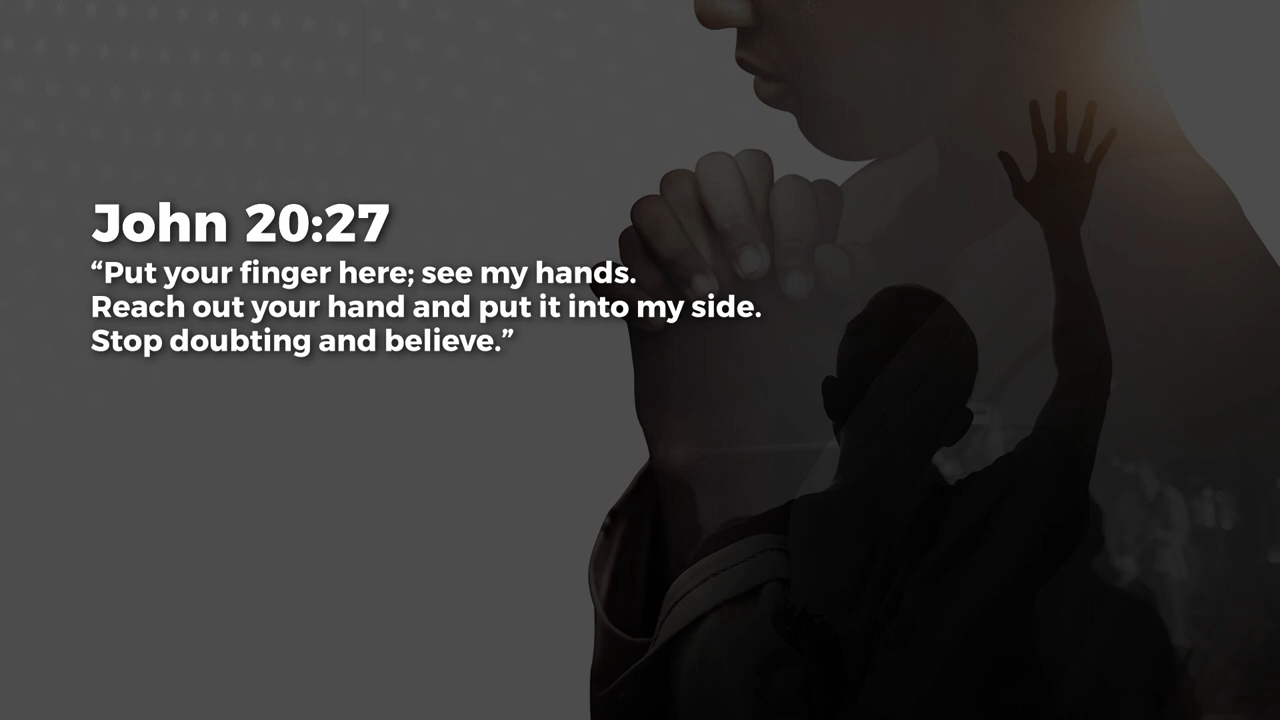 John 20:27
“Put your finger here; see my hands.
Reach out your hand and put it into my side.
Stop doubting and believe.”